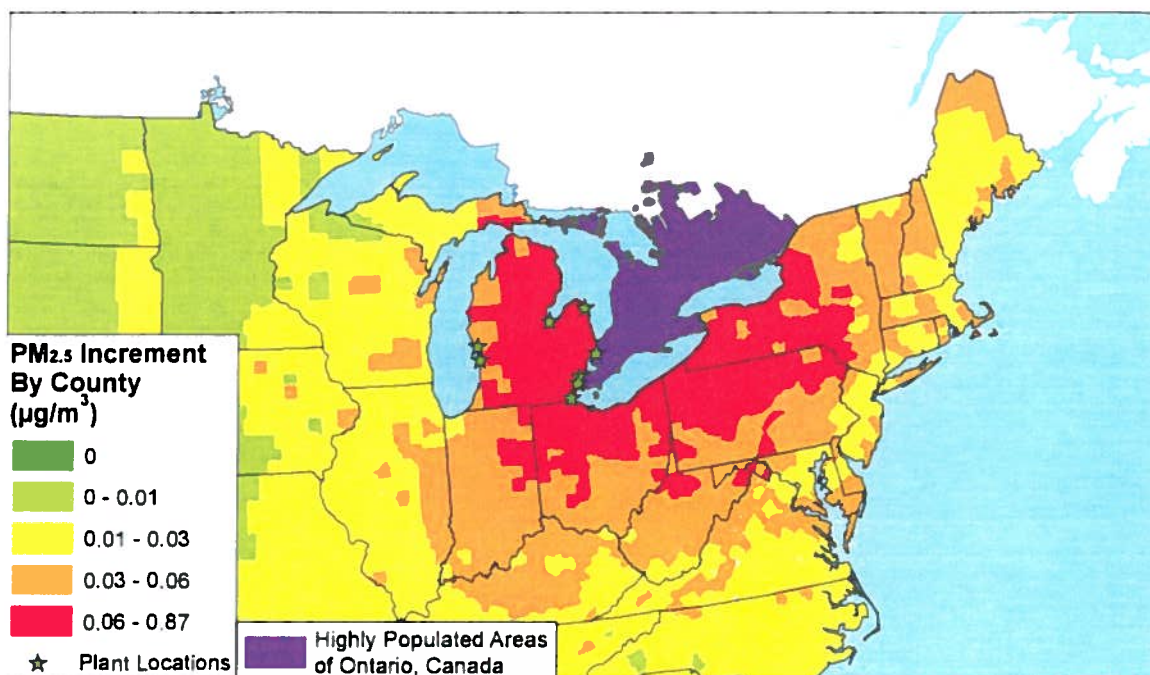 PM2.5 Increment
By County
(µg/m³)
0
0 - 0.01
0.01 - 0.03
0.03 - 0.06
0.06 - 0.87
Plant Locations
Highly Populated Areas
of Ontario, Canada